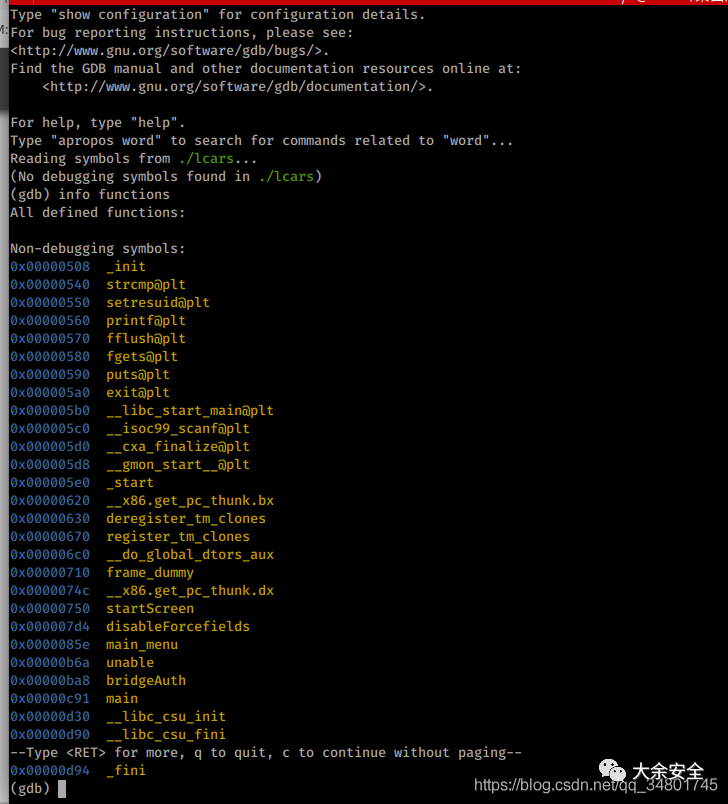 Type "show configuration" for configuration details.
For bug reporting instructions, please see:
<http://www.gnu.org/software/gdb/bugs/>.
Find the GDB manual and other documentation resources online at:
    <http://www.gnu.org/software/gdb/documentation/>.

For help, type "help".
Type "apropos word" to search for commands related to "word"...
Reading symbols from ./lcars...
(No debugging symbols found in ./lcars)
(gdb) info functions
All defined functions:

Non-debugging symbols:
0x00000508  _init
0x00000540  strcmp@plt
0x00000550  setresuid@plt
0x00000560  printf@plt
0x00000570  fflush@plt
0x00000580  fgets@plt
0x00000590  puts@plt
0x000005a0  exit@plt
0x000005b0  __libc_start_main@plt
0x000005c0  __isoc99_scanf@plt
0x000005d0  __cxa_finalize@plt
0x000005d8  __gmon_start__@plt
0x000005e0  _start
0x00000620  __x86.get_pc_thunk.bx
0x00000630  deregister_tm_clones
0x00000670  register_tm_clones
0x000006c0  __do_global_dtors_aux
0x00000710  frame_dummy
0x0000074c  __x86.get_pc_thunk.dx
0x00000750  startScreen
0x000007d4  disableForcefields
0x0000085e  main_menu
0x00000b6a  unable
0x00000ba8  bridgeAuth
0x00000c91  main
0x00000d30  __libc_csu_init
0x00000d90  __libc_csu_fini
--Type <RET> for more, q to quit, c to continue without paging--
0x00000d94  _fini
(gdb)
大余安全
https://blog.csdn.net/qq_34801745